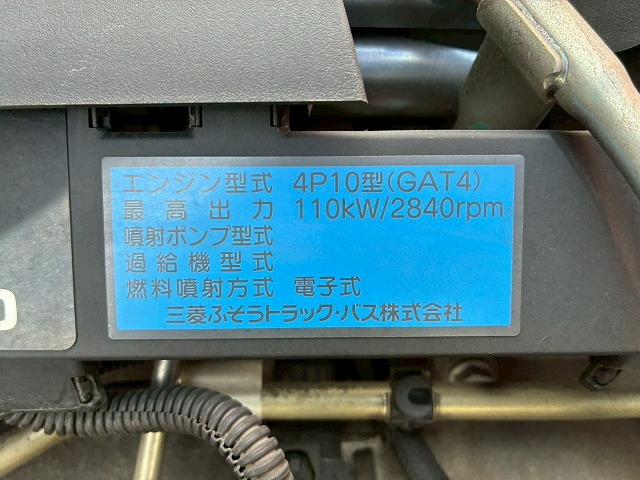 エンジン型式 4P10型(GAT4)
最高出力 110kW/2840rpm
噴射ポンプ型式
過給機型式
燃料噴射方式 電子式
三菱ふそうトラック・バス株式会社